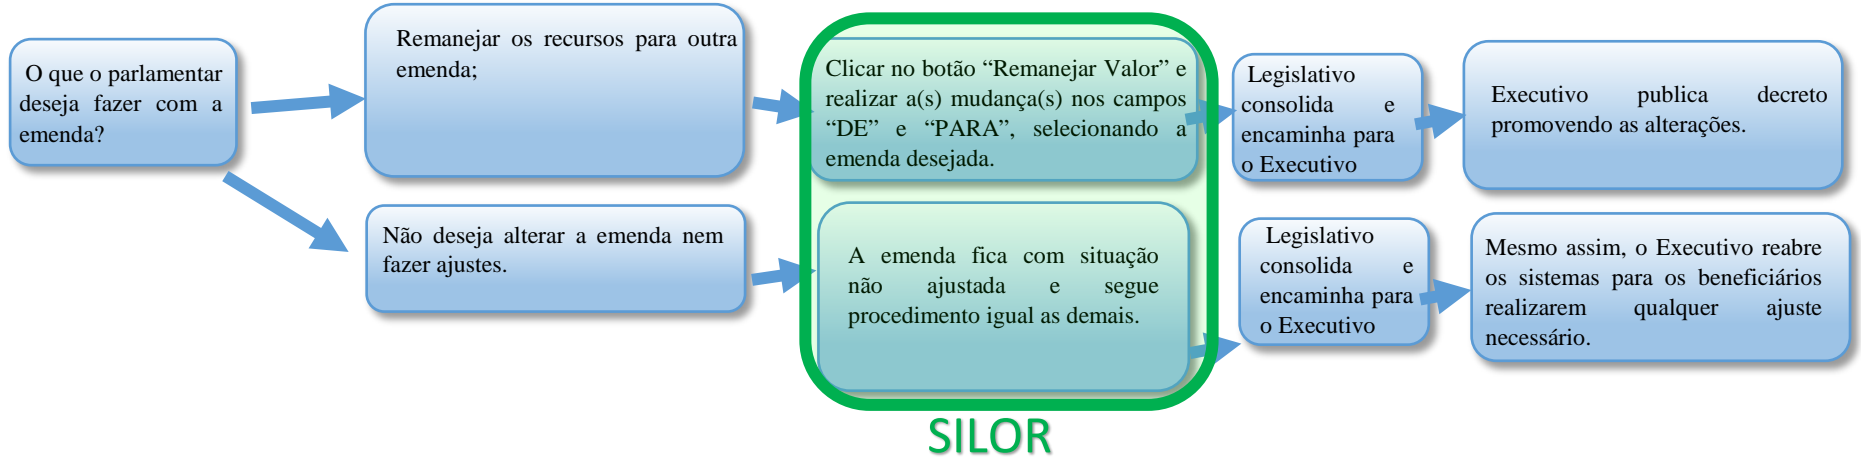 O que o parlamentar
deseja fazer com a
emenda?
Remanejar os recursos para outra
emenda;
Clicar no botão “Remanejar Valor” e
realizar a(s) mudança(s) nos campos
“DE” e “PARA”, selecionando a
emenda desejada.
Legislativo
consolida e
encaminha para
o Executivo
Executivo publica decreto
promovendo as alterações.
Não deseja alterar a emenda nem
fazer ajustes.
A emenda fica com situação
não ajustada e segue
procedimento igual as demais.
Legislativo
consolida e
encaminha para
o Executivo
Mesmo assim, o Executivo reabre
os sistemas para os beneficiários
realizarem qualquer ajuste
necessário.
SILOR